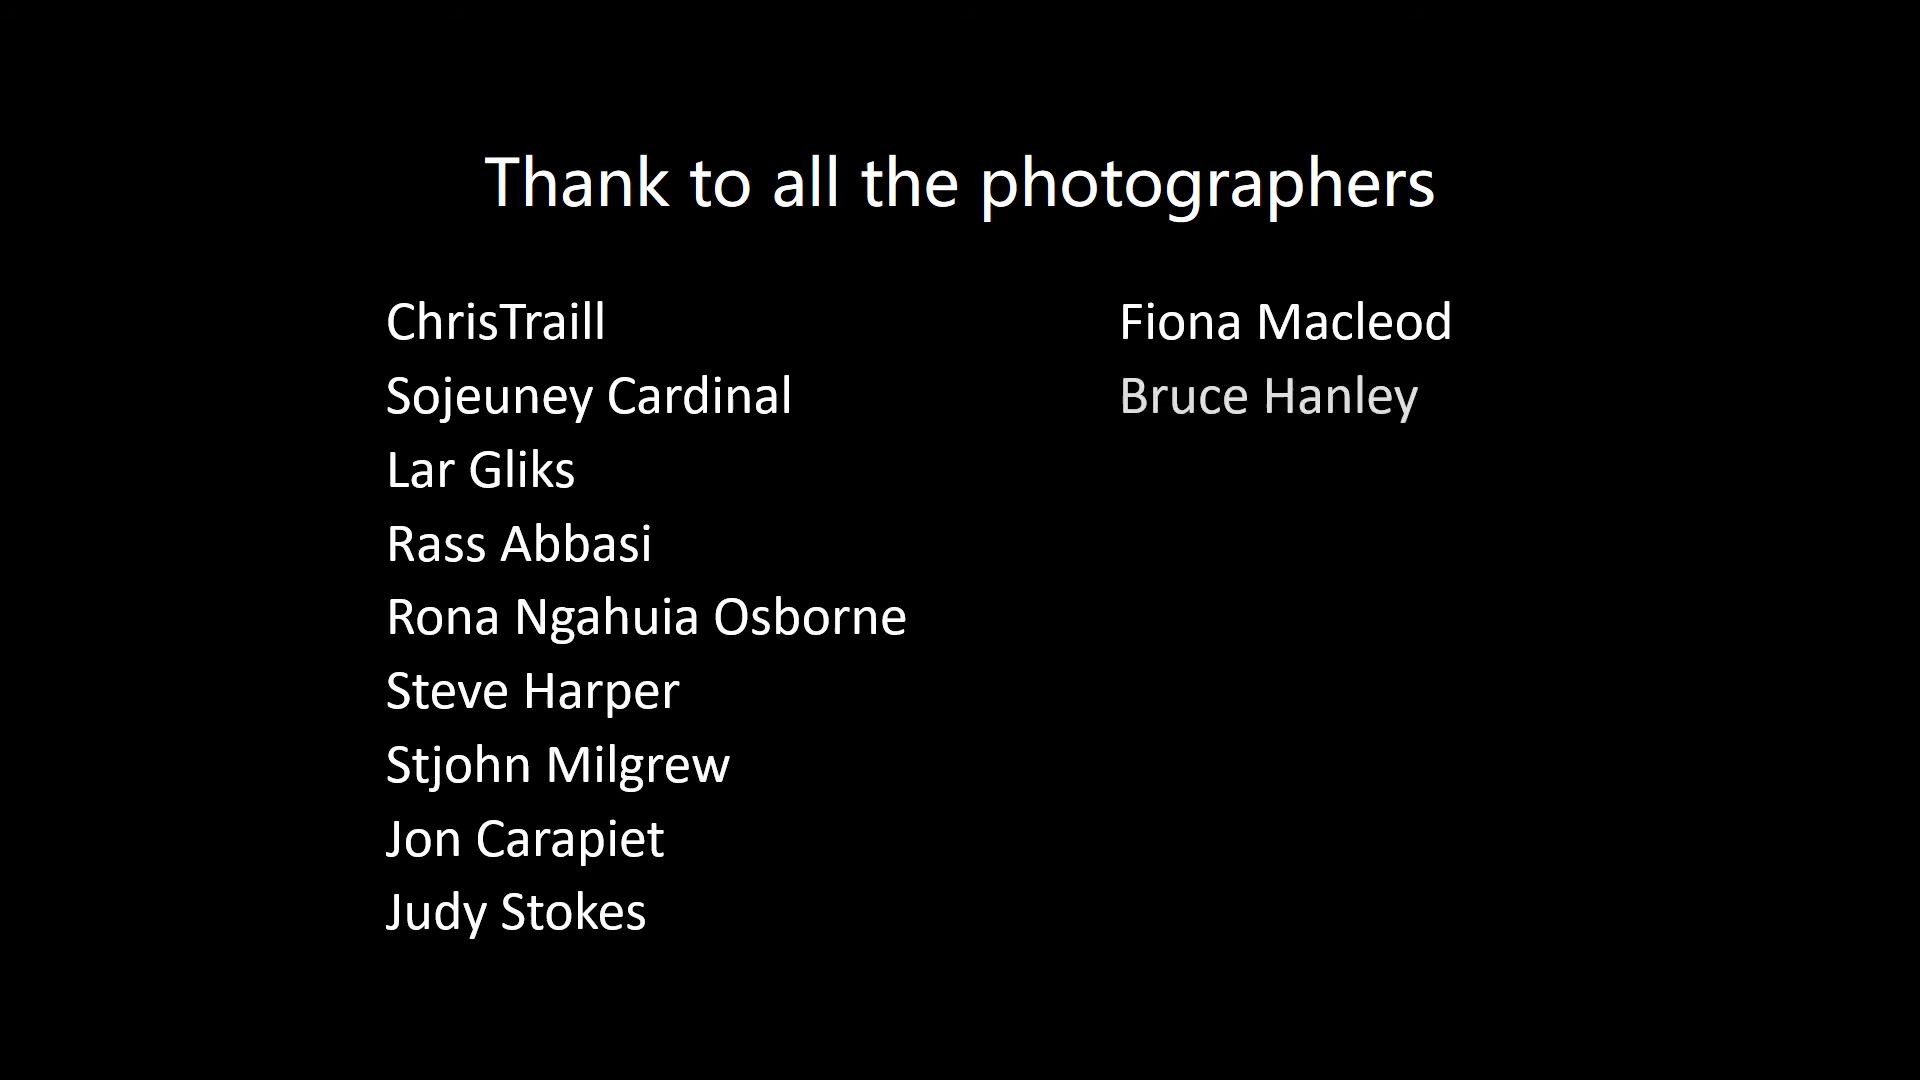 Thank to all the photographers
ChrisTraill
Sojeuney Cardinal
Lar Gliks
Rass Abbasi
Rona Ngahuia Osborne
Steve Harper
Stjohn Milgrew
Jon Carapiet
Judy Stokes
Fiona Macleod
Bruce Hanley